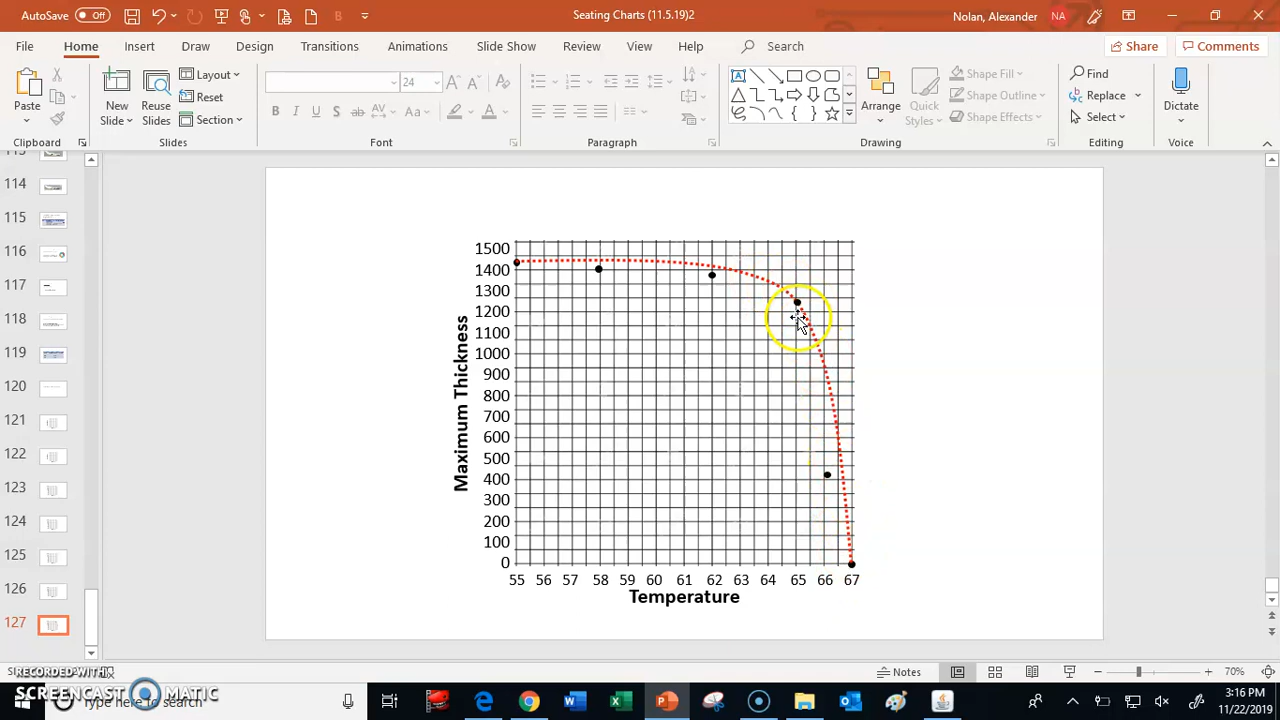 AutoSave Off
Seating Charts (11.5.19)2
Nolan, Alexander NA
File Home Insert Draw Design Transitions Animations Slide Show Review View Help Search Share Comments
Paste
New Slide
Reuse Slides
Layout
Reset
Section
24
B I U S ab AV Aa A
Arrange
Quick Styles
Shape Fill
Shape Outline
Shape Effects
Find
Replace
Select
Dictate
Clipboard Slides Font Paragraph Drawing Editing Voice
114
115
116
117
118
119
120
121
122
123
124
125
126
127
Maximum Thickness
1500
1400
1300
1200
1100
1000
900
800
700
600
500
400
300
200
100
0
55 56 57 58 59 60 61 62 63 64 65 66 67
Temperature
Notes
70%
RECORDED WITH
SCREENCAST MATIC
Type here to search
3:16 PM
11/22/2019